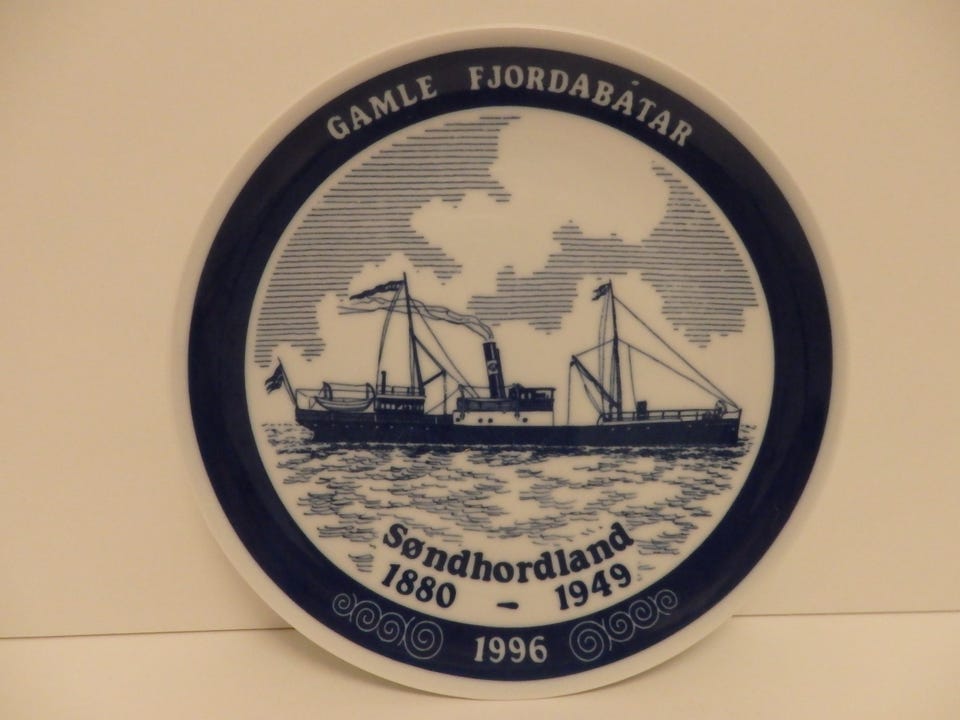 GAMLE FJORDABÅTAR
Søndhordland
1880 - 1949
1996